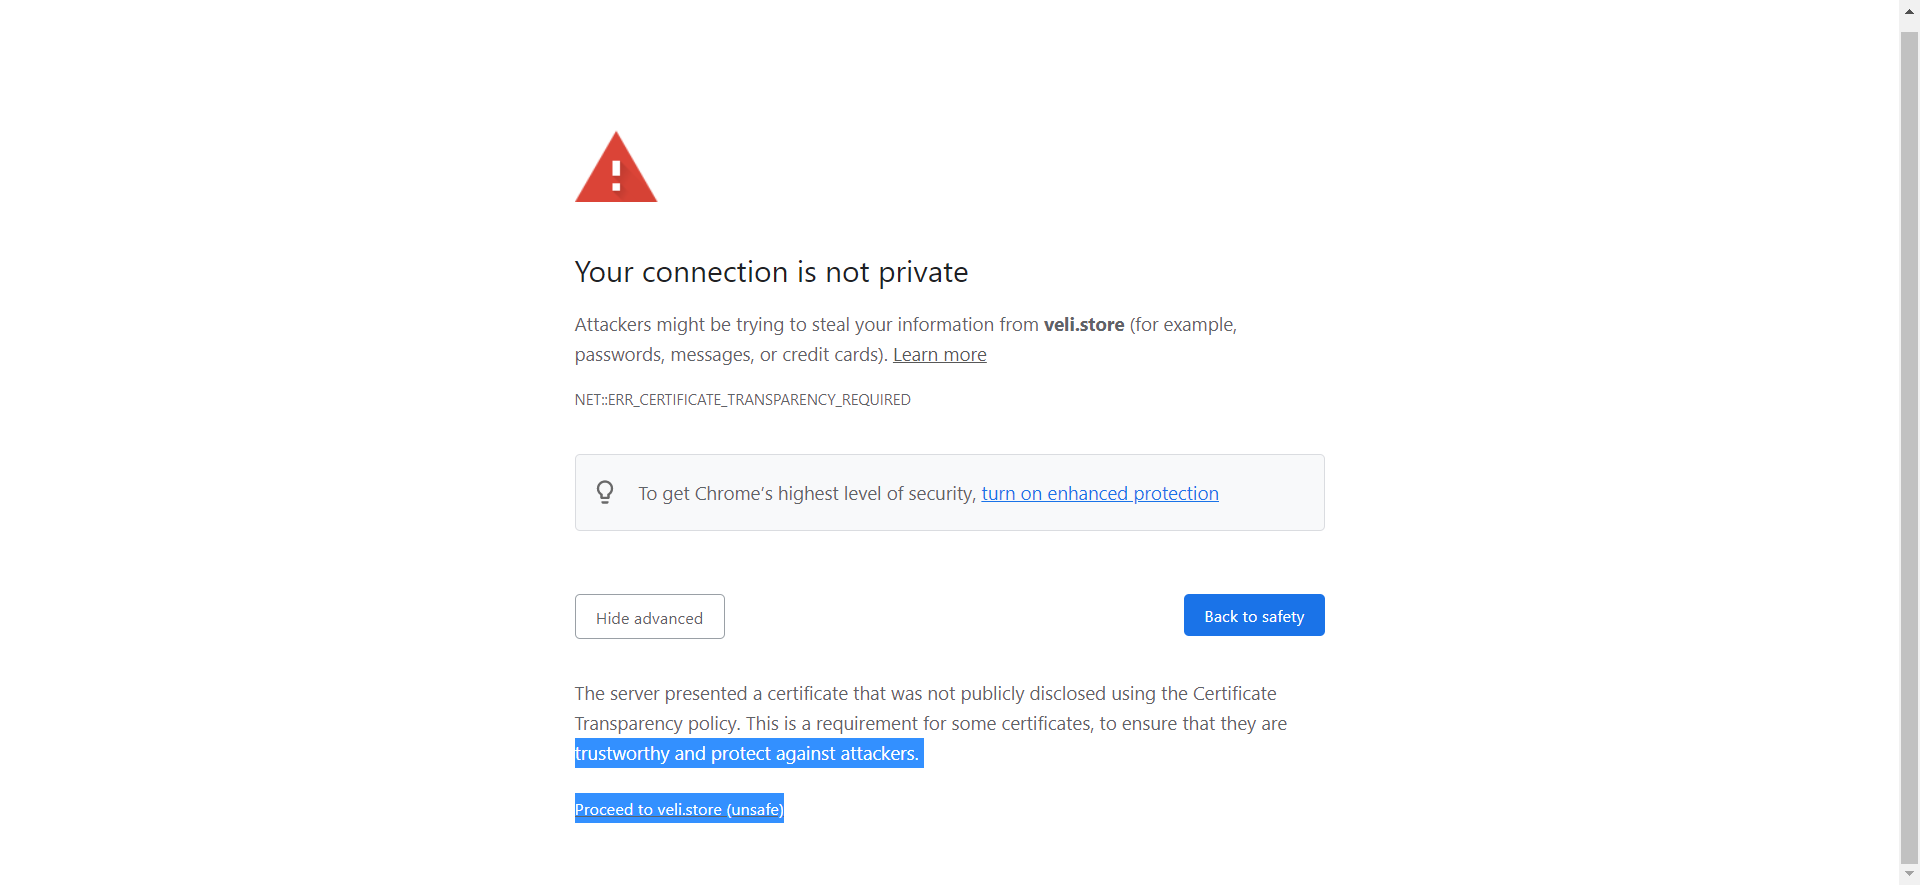 Your connection is not private
Attackers might be trying to steal your information from veli.store (for example,
passwords, messages, or credit cards). Learn more
NET::ERR_CERTIFICATE_TRANSPARENCY_REQUIRED
To get Chrome’s highest level of security, turn on enhanced protection
Hide advanced
Back to safety
The server presented a certificate that was not publicly disclosed using the Certificate
Transparency policy. This is a requirement for some certificates, to ensure that they are
trustworthy and protect against attackers.
Proceed to veli.store (unsafe)